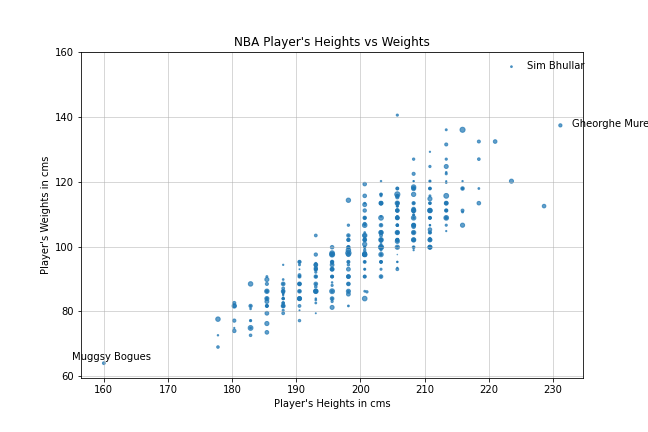 NBA Player's Heights vs Weights
160
Sim Bhullar
140
Gheorghe Mure
120
Player's Weights in cms
100
80
Muggsy Bogues
60
160 170 180 190 200 210 220 230
Player's Heights in cms